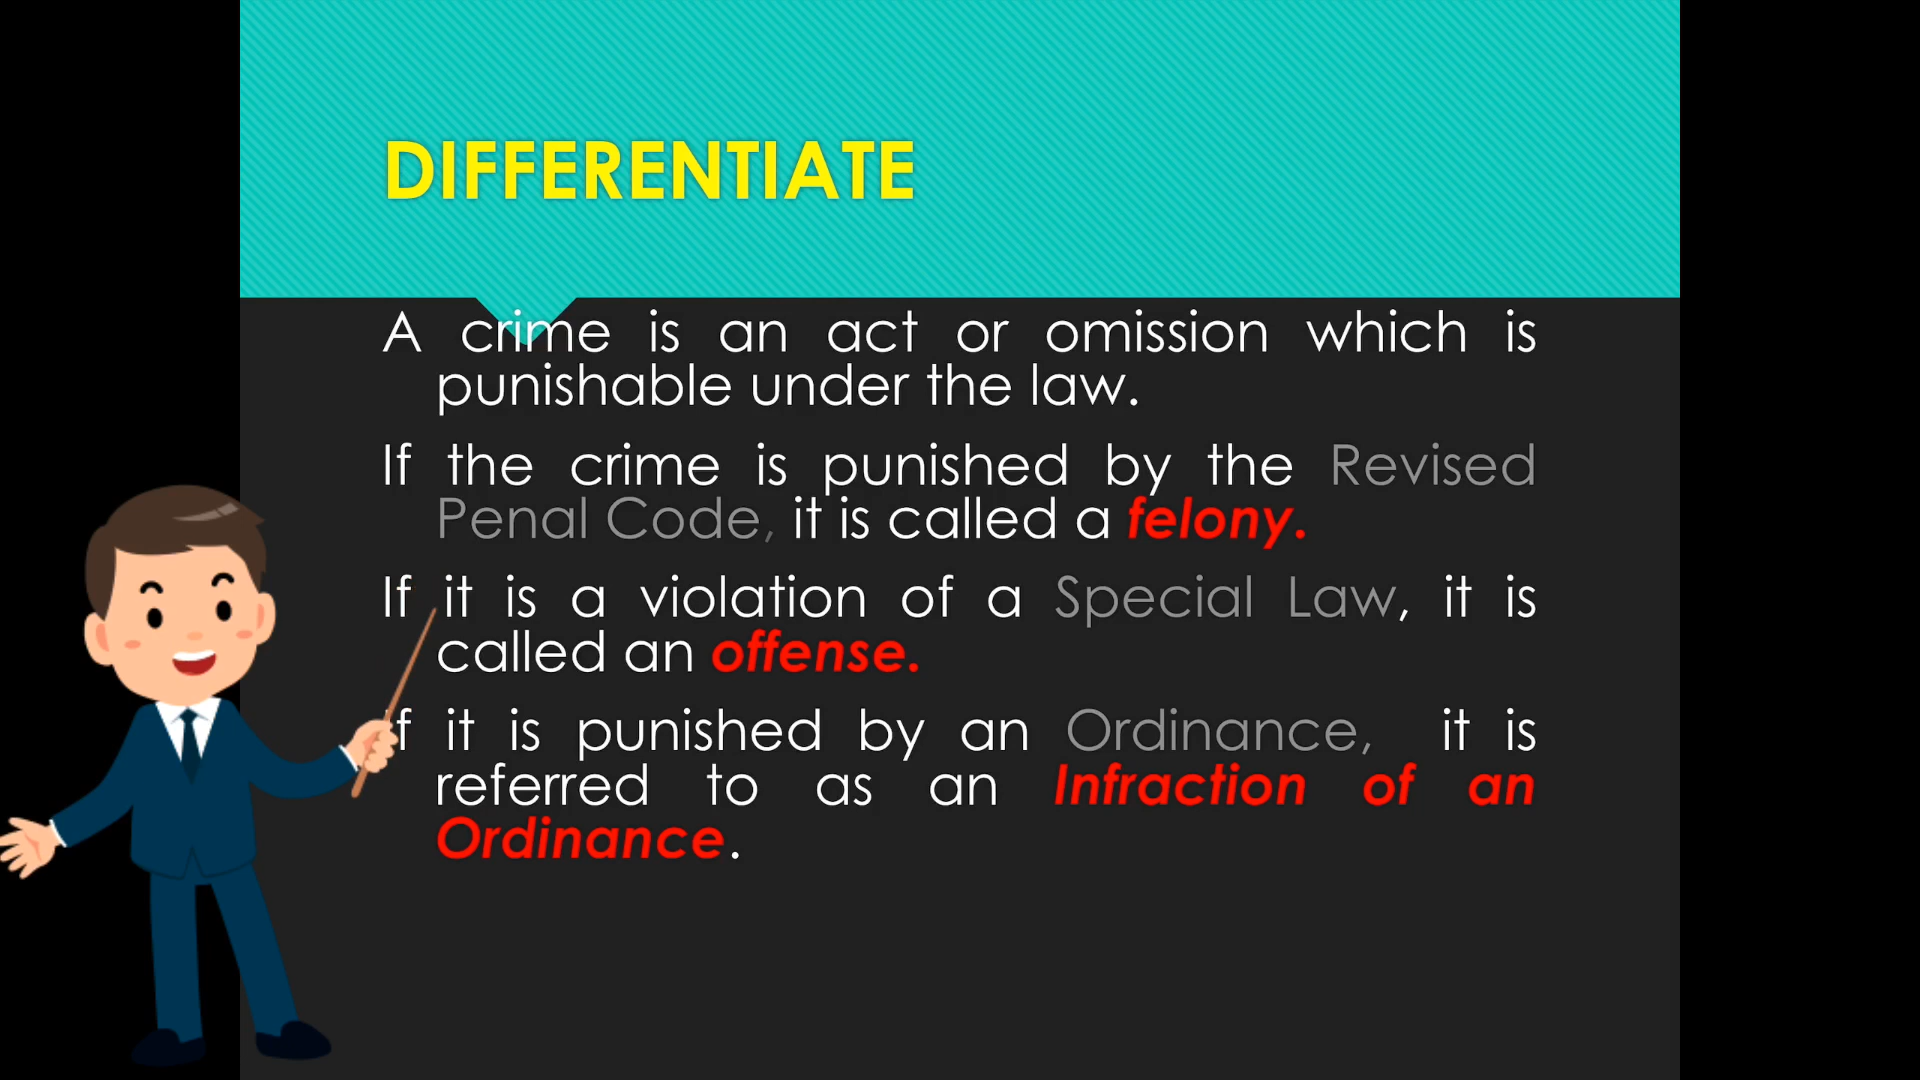 DIFFERENTIATE
A crime is an act or omission which is
punishable under the law.
If the crime is punished by the Revised
Penal Code, it is called a felony.
If it is a violation of a Special Law, it is
called an offense.
If it is punished by an Ordinance, it is
referred to as an Infraction of an
Ordinance.